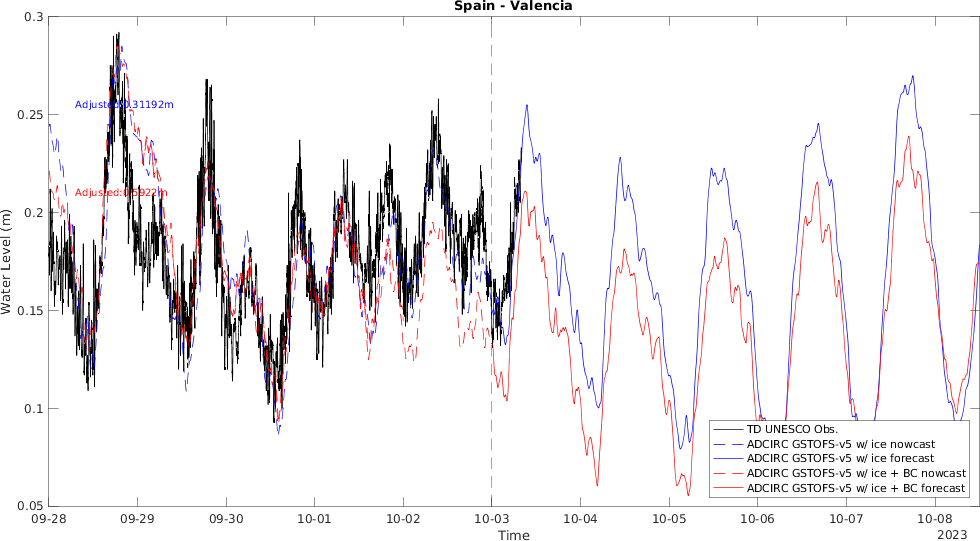 Spain - Valencia
0.3
0.25
0.2
0.15
0.1
0.05
Water Level (m)
Adjusted:
09-28
09-29
09-30
10-01
10-02
10-03
10-04
10-05
10-06
10-07
10-08
Time
2023
TD UNESCO Obs.
ADCIRC GSTOFS-v5 w/ ice nowcast
ADCIRC GSTOFS-v5 w/ ice forecast
ADCIRC GSTOFS-v5 w/ ice + BC nowcast
ADCIRC GSTOFS-v5 w/ ice + BC forecast